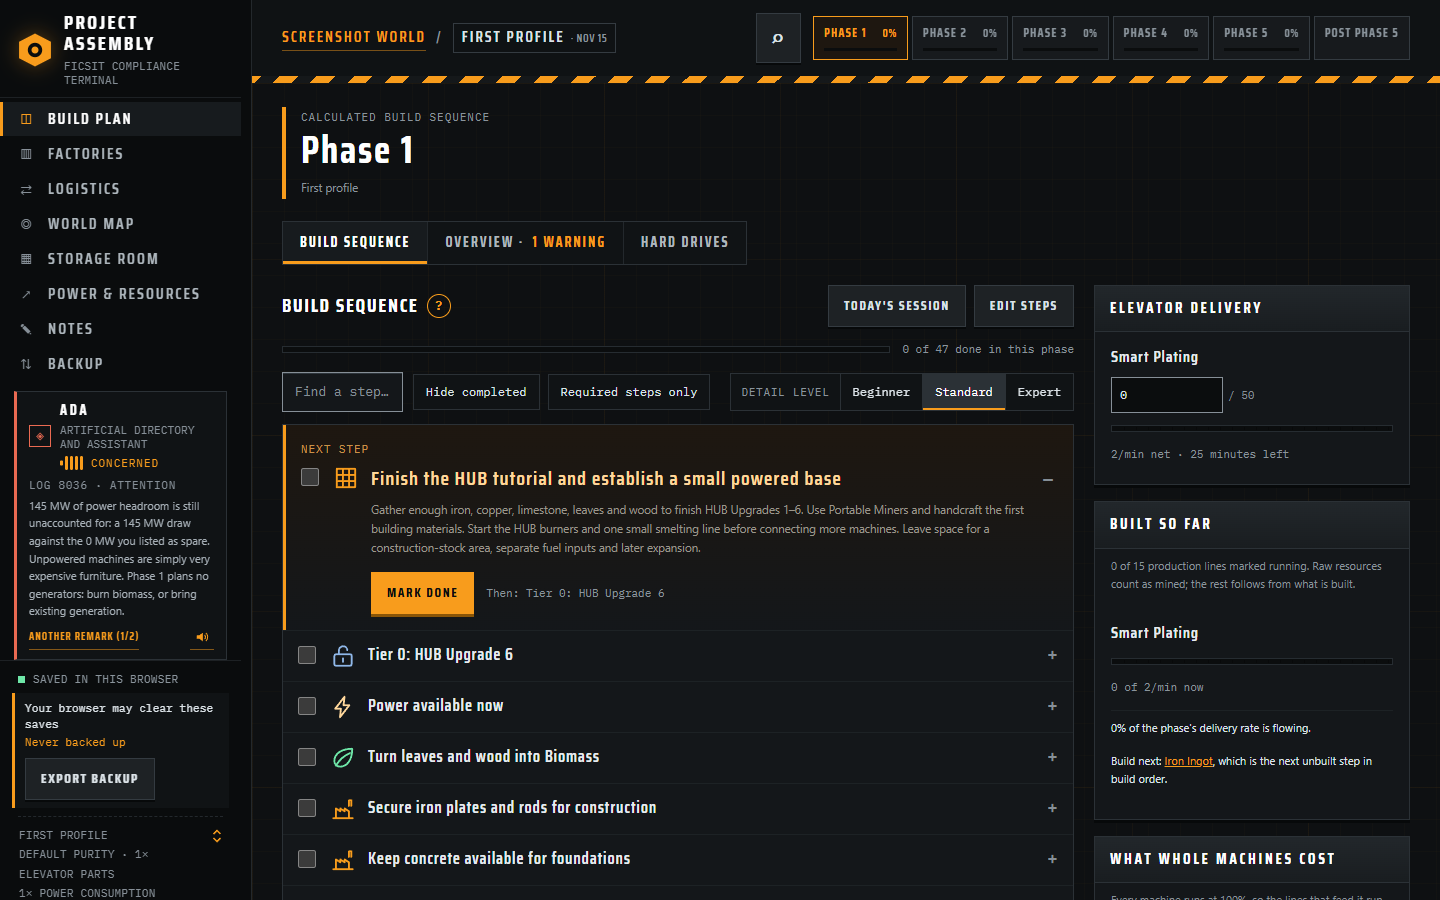 PROJECT
ASSEMBLY
FICSIT COMPLIANCE
TERMINAL
BUILD PLAN
FACTORIES
LOGISTICS
WORLD MAP
STORAGE ROOM
POWER & RESOURCES
NOTES
BACKUP
ADA
ARTIFICIAL DIRECTORY
AND ASSISTANT
CONCERNED
LOG 8036 · ATTENTION
145 MW of power headroom is still
unaccounted for: a 145 MW draw
against the 0 MW you listed as spare.
Unpowered machines are simply very
expensive furniture. Phase 1 plans no
generators: burn biomass, or bring
existing generation.
ANOTHER REMARK (1/2)
SAVED IN THIS BROWSER
Your browser may clear these
saves
Never backed up
EXPORT BACKUP
FIRST PROFILE
DEFAULT PURITY · 1×
ELEVATOR PARTS
1× POWER CONSUMPTION
SCREENSHOT WORLD / FIRST PROFILE · NOV 15
PHASE 1 0%
PHASE 2 0%
PHASE 3 0%
PHASE 4 0%
PHASE 5 0%
POST PHASE 5
CALCULATED BUILD SEQUENCE
Phase 1
First profile
BUILD SEQUENCE
OVERVIEW · 1 WARNING
HARD DRIVES
BUILD SEQUENCE ?
TODAY'S SESSION
EDIT STEPS
0 of 47 done in this phase
Find a step…
Hide completed
Required steps only
DETAIL LEVEL
Beginner
Standard
Expert
NEXT STEP
Finish the HUB tutorial and establish a small powered base
Gather enough iron, copper, limestone, leaves and wood to finish HUB Upgrades 1–6. Use Portable Miners and handcraft the first
building materials. Start the HUB burners and one small smelting line before connecting more machines. Leave space for a
construction-stock area, separate fuel inputs and later expansion.
MARK DONE
Then: Tier 0: HUB Upgrade 6
Tier 0: HUB Upgrade 6
Power available now
Turn leaves and wood into Biomass
Secure iron plates and rods for construction
Keep concrete available for foundations
ELEVATOR DELIVERY
Smart Plating
0 / 50
2/min net · 25 minutes left
BUILT SO FAR
0 of 15 production lines marked running. Raw resources
count as mined; the rest follows from what is built.
Smart Plating
0 of 2/min now
0% of the phase's delivery rate is flowing.
Build next: Iron Ingot, which is the next unbuilt step in
build order.
WHAT WHOLE MACHINES COST
Every machine runs at 100%, so the lines that feed it run